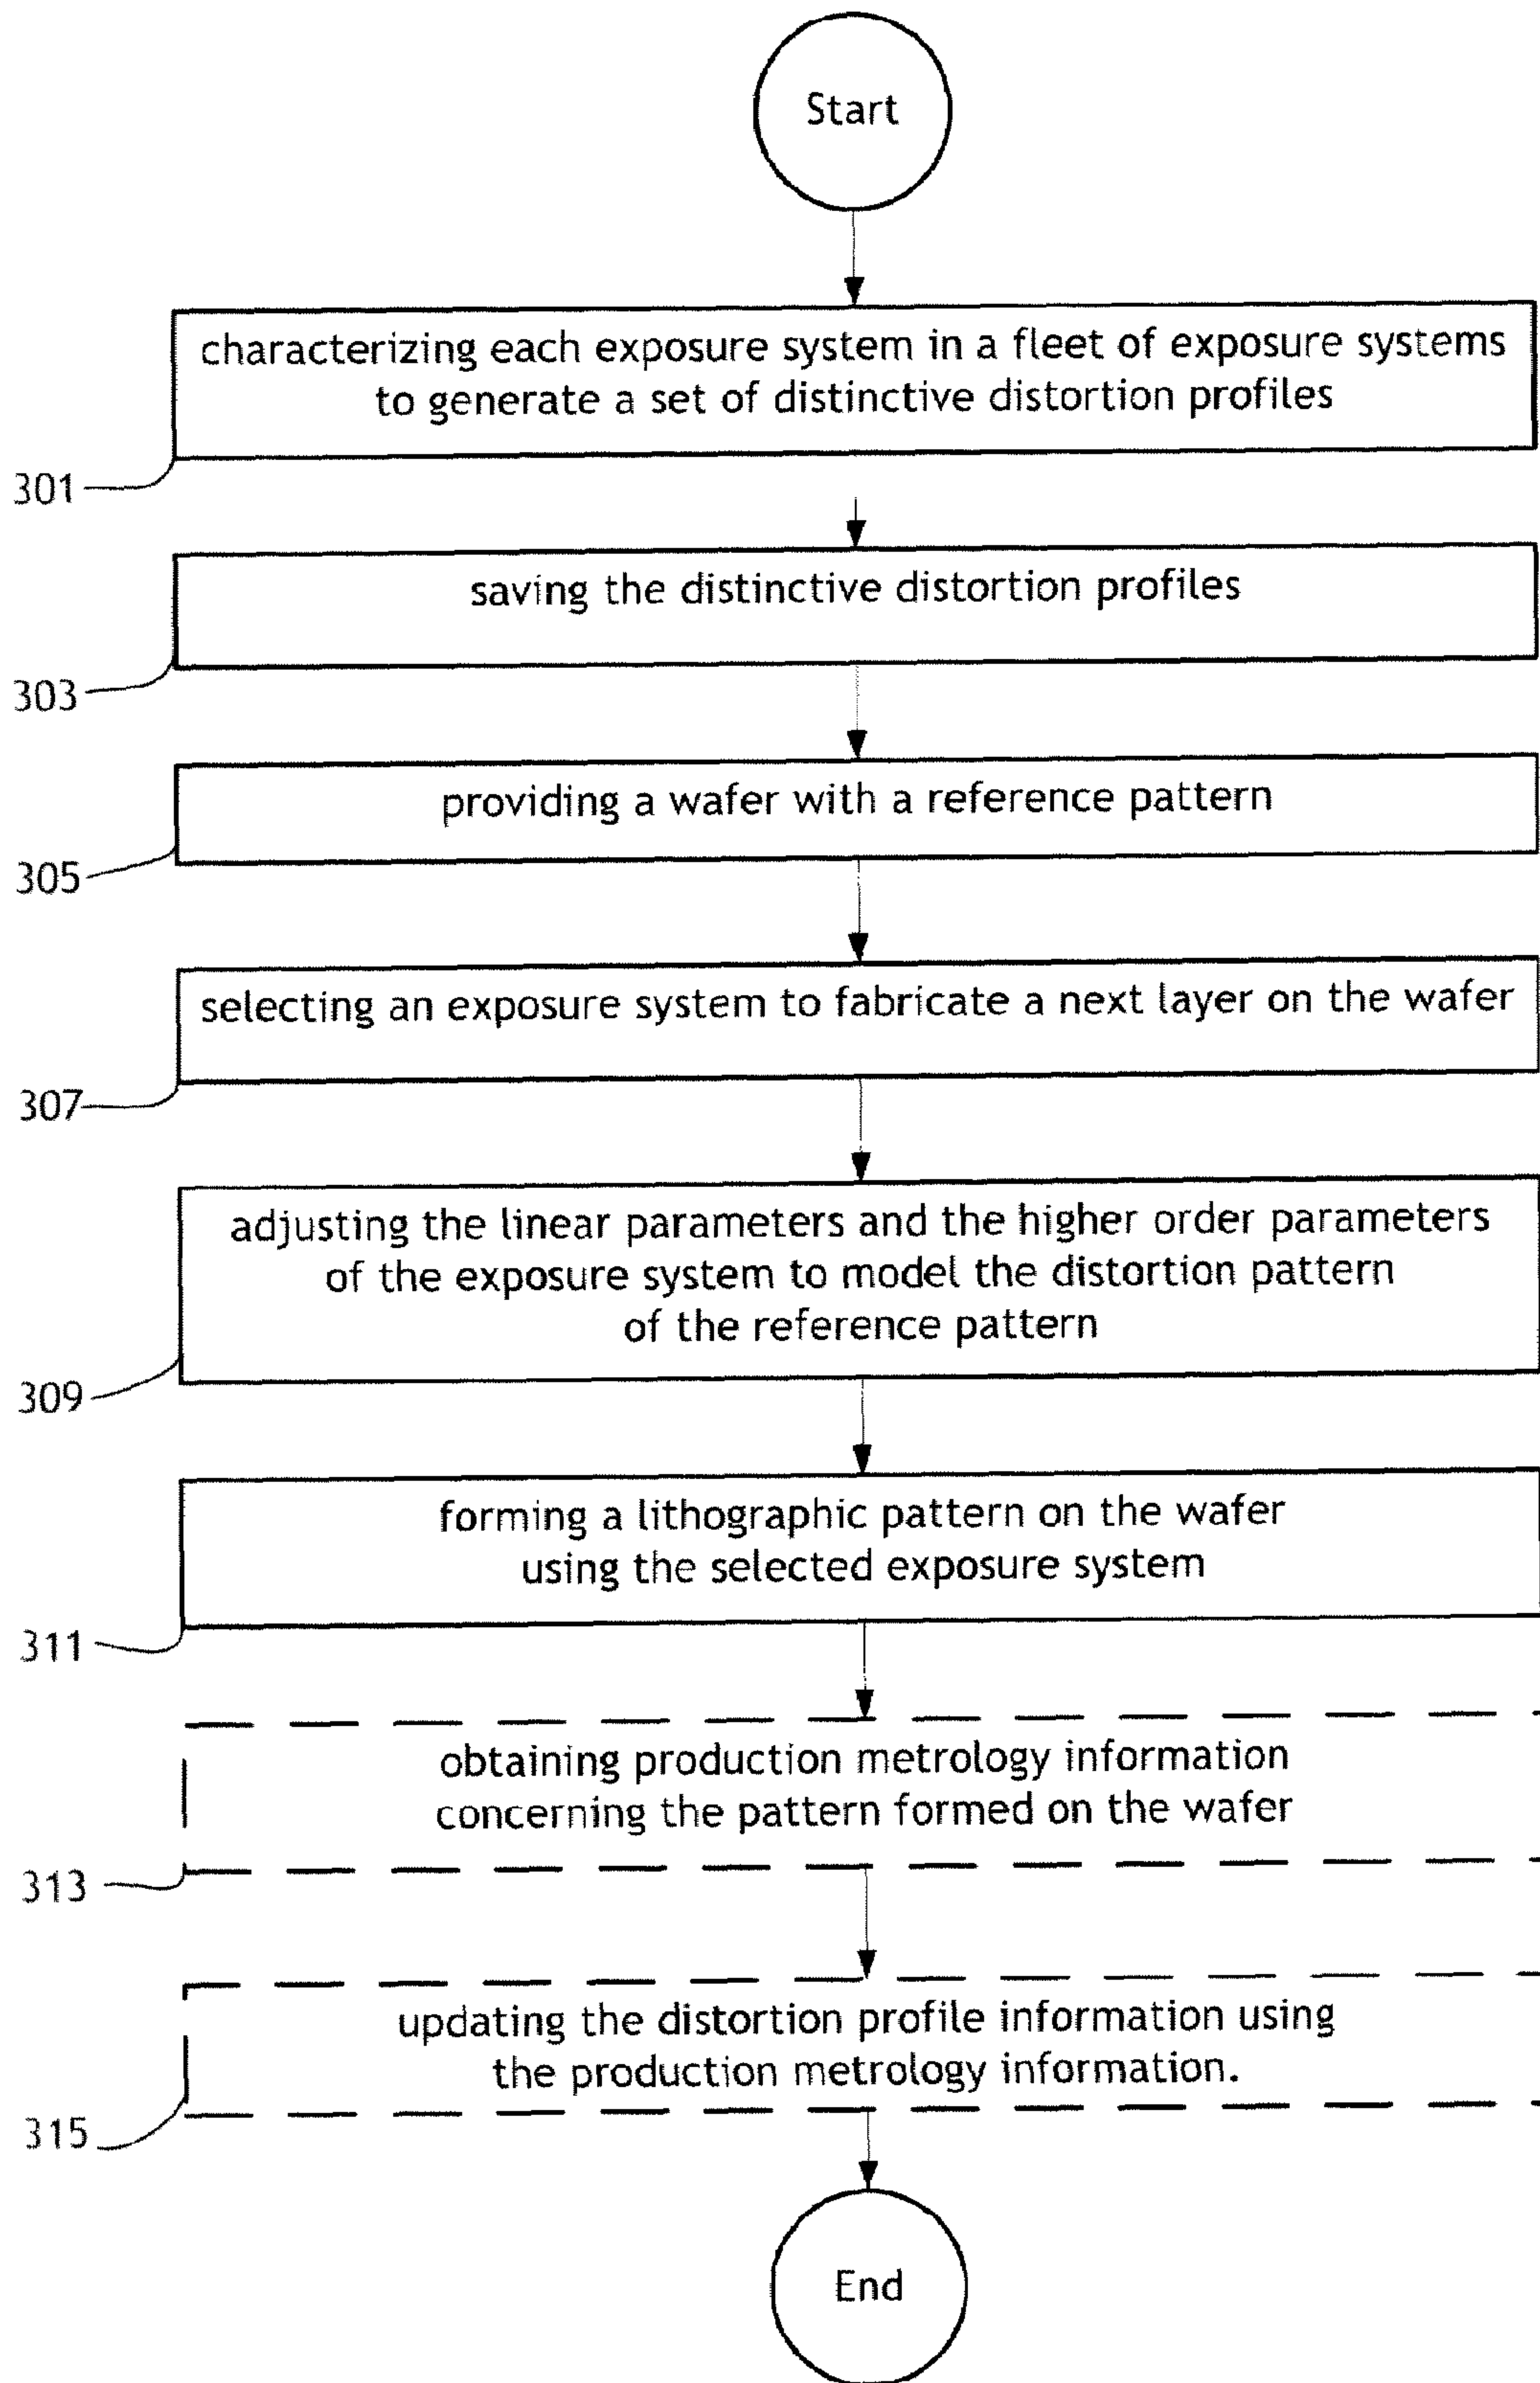 Start
characterizing each exposure system in a fleet of exposure systems
to generate a set of distinctive distortion profiles
301
saving the distinctive distortion profiles
303
providing a wafer with a reference pattern
305
selecting an exposure system to fabricate a next layer on the wafer
307
adjusting the linear parameters and the higher order parameters
of the exposure system to model the distortion pattern
of the reference pattern
309
forming a lithographic pattern on the wafer
using the selected exposure system
311
obtaining production metrology information
concerning the pattern formed on the wafer
313
updating the distortion profile information using
the production metrology information.
315
End